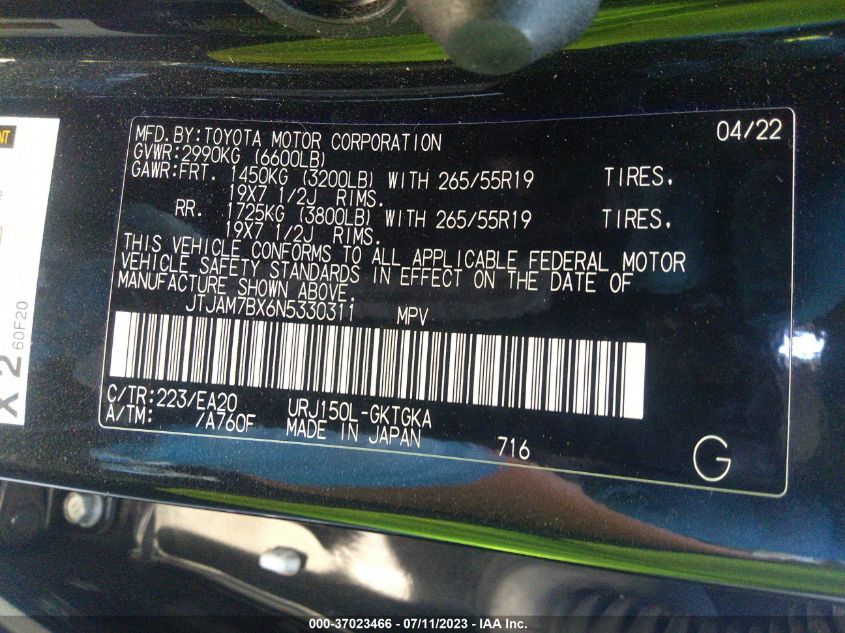 MFD.BY:TOYOTA MOTOR CORPORATION 04/22
GVWR:2990KG (6600LB)
GAWR:FRT. 1450KG (3200LB) WITH 265/55R19 TIRES.
19X7 1/2J RIMS.
RR. 1725KG (3800LB) WITH 265/55R19 TIRES.
19X7 1/2J RIMS.
THIS VEHICLE CONFORMS TO ALL APPLICABLE FEDERAL MOTOR
VEHICLE SAFETY STANDARDS IN EFFECT ON THE DATE OF
MANUFACTURE SHOWN ABOVE.
JTJAM7BX6N5330311 MPV
C/TR:223/EA20 URJ150L-GKTGKA
A/TM: /A760F MADE IN JAPAN 716 G
X 2
60F20
000-37023466 - 07/11/2023 - IAA Inc.